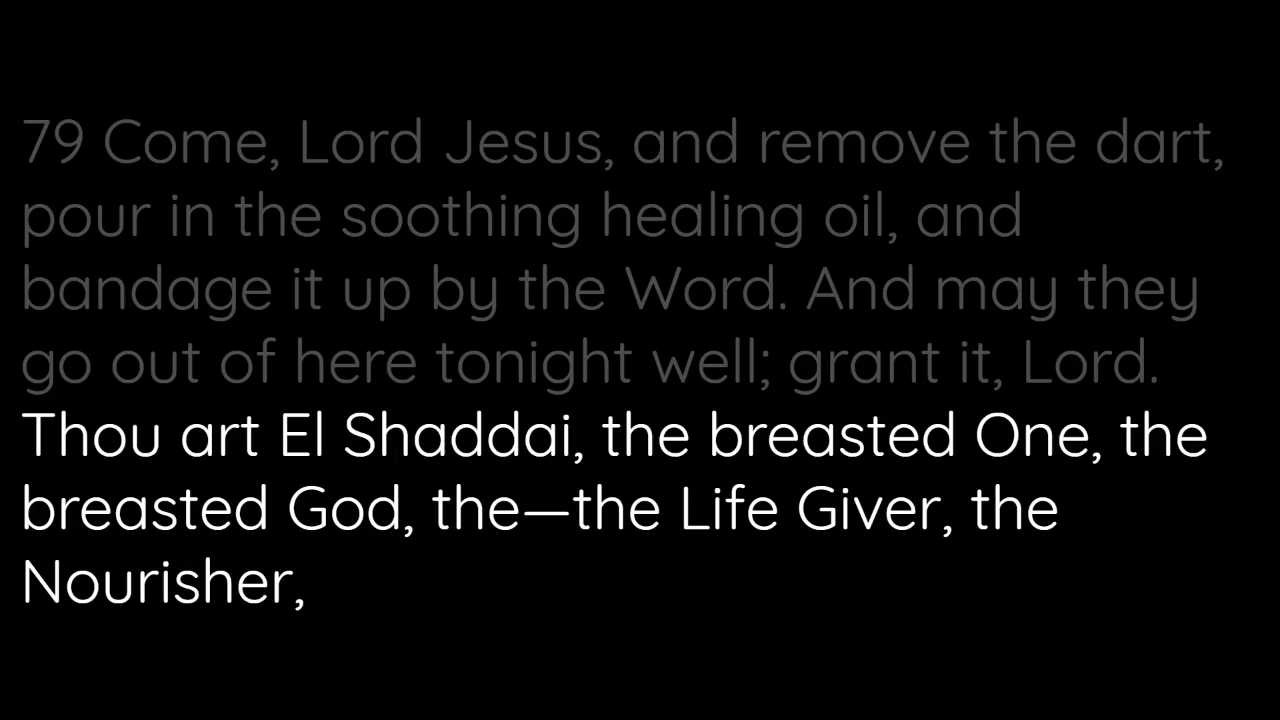 79 Come, Lord Jesus, and remove the dart,
pour in the soothing healing oil, and
bandage it up by the Word. And may they
go out of here tonight well; grant it, Lord.
Thou art El Shaddai, the breasted One, the
breasted God, the—the Life Giver, the
Nourisher,